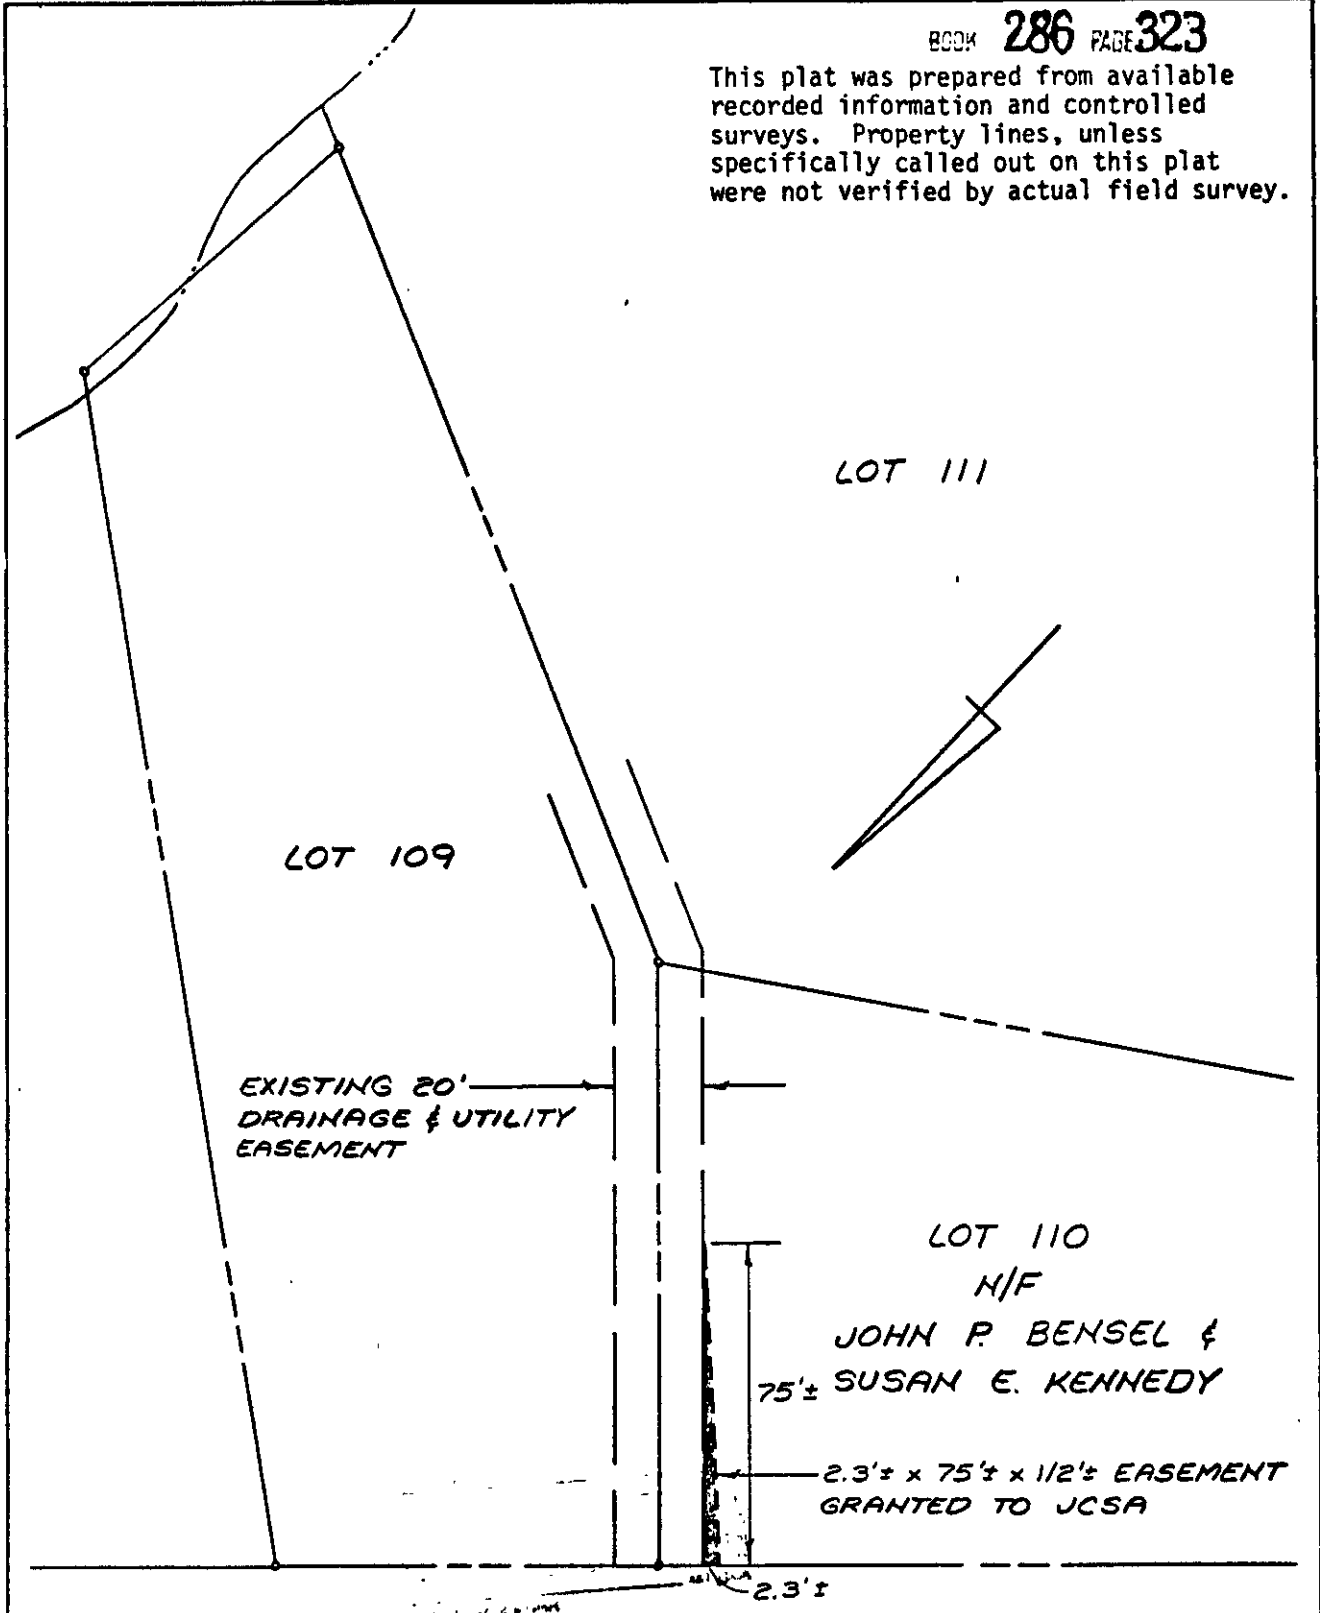 BOOK 286 PAGE 323
This plat was prepared from available
recorded information and controlled
surveys. Property lines, unless
specifically called out on this plat
were not verified by actual field survey.
LOT 111
LOT 109
EXISTING 20'
DRAINAGE & UTILITY
EASEMENT
LOT 110
N/F
JOHN P. BENSEL &
SUSAN E. KENNEDY
75'±
2.3'± x 75'± x 1/2'± EASEMENT
GRANTED TO JCSA
2.3'±